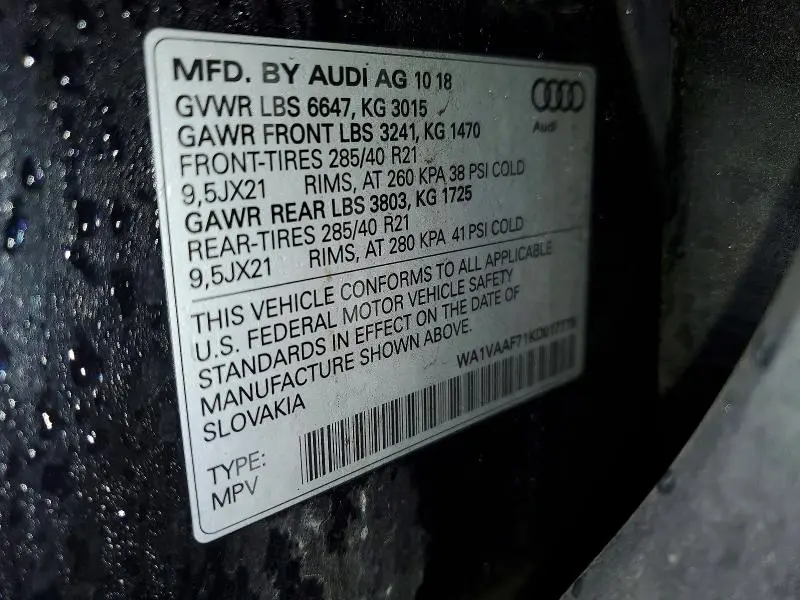 MFD. BY AUDI AG 10 18
GVWR LBS 6647, KG 3015
GAWR FRONT LBS 3241, KG 1470
FRONT-TIRES 285/40 R21
9,5JX21 RIMS, AT 260 KPA 38 PSI COLD
GAWR REAR LBS 3803, KG 1725
REAR-TIRES 285/40 R21
9,5JX21 RIMS, AT 280 KPA 41 PSI COLD
Audi
THIS VEHICLE CONFORMS TO ALL APPLICABLE
U.S. FEDERAL MOTOR VEHICLE SAFETY
STANDARDS IN EFFECT ON THE DATE OF
MANUFACTURE SHOWN ABOVE.
SLOVAKIA
TYPE:
MPV